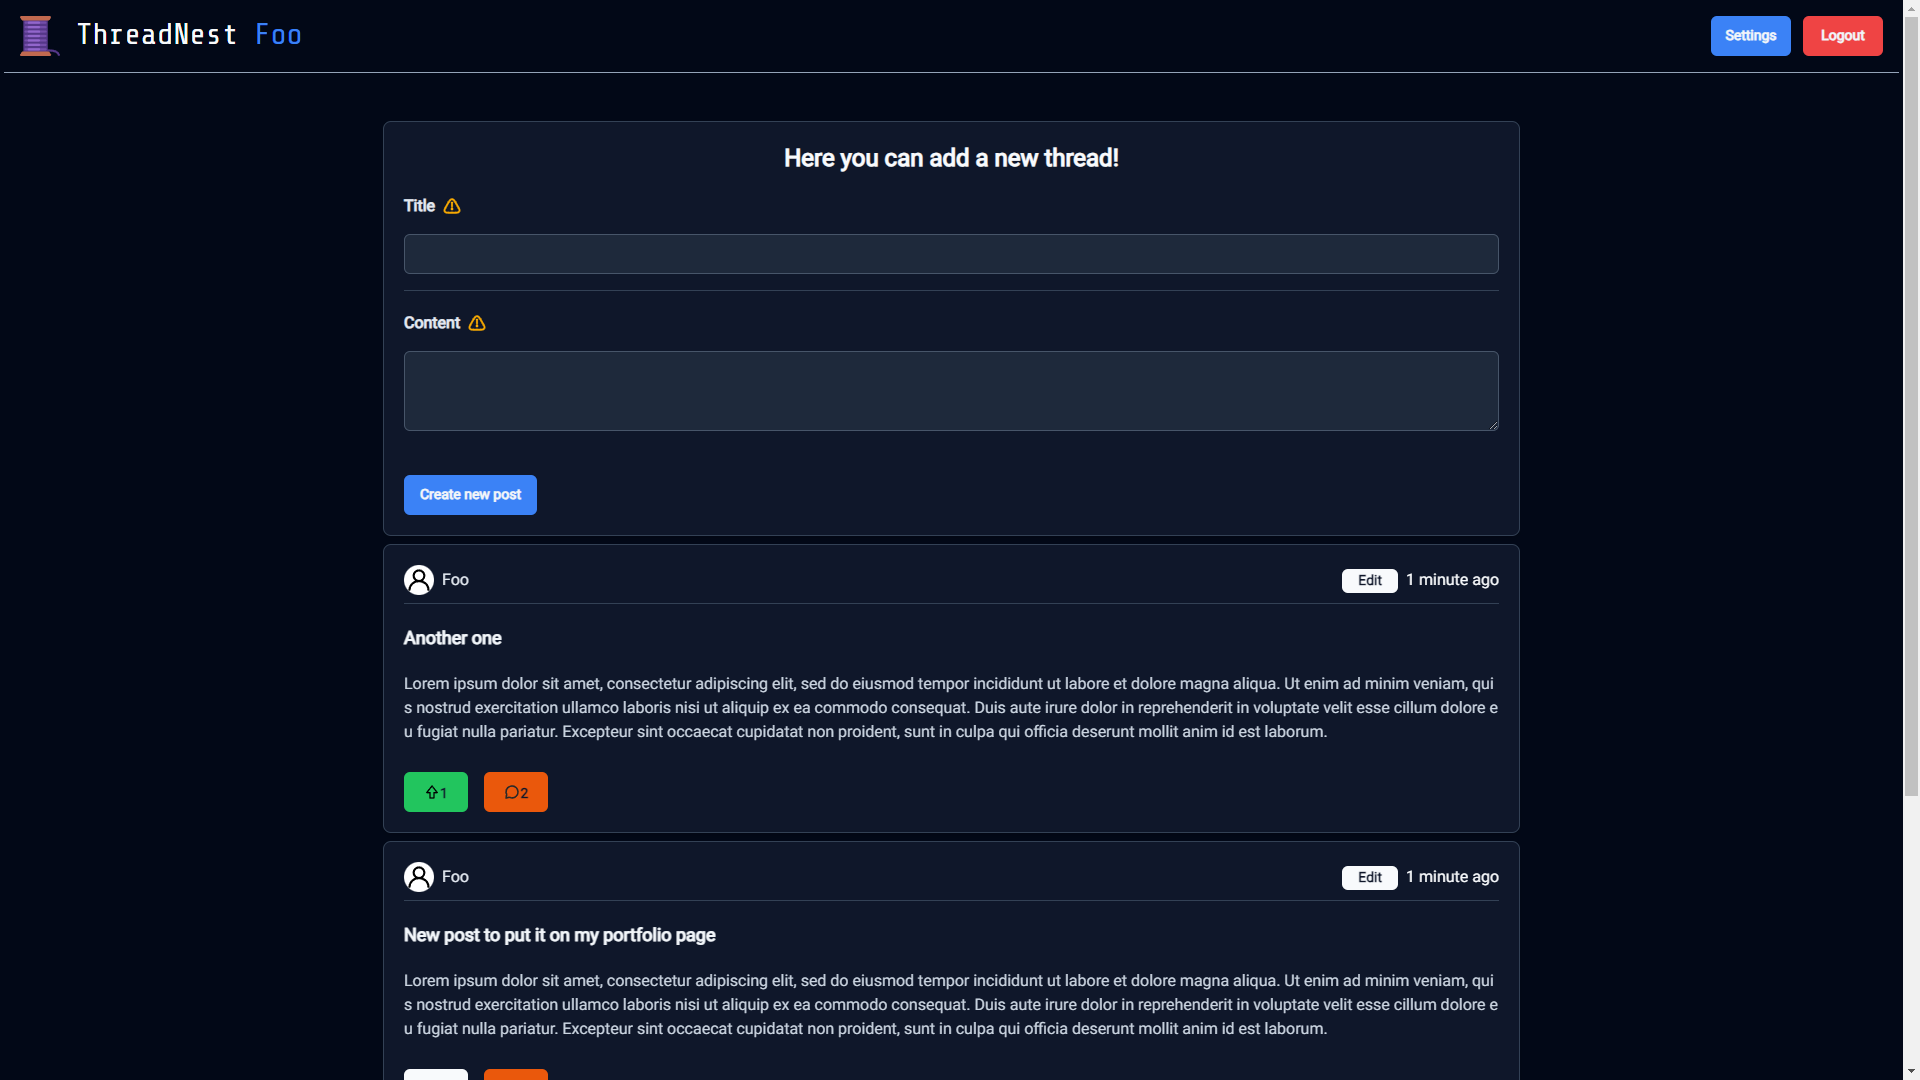 ThreadNest Foo
Settings
Logout
Here you can add a new thread!
Title
Content
Create new post
Foo
Edit
1 minute ago
Another one
Lorem ipsum dolor sit amet, consectetur adipiscing elit, sed do eiusmod tempor incididunt ut labore et dolore magna aliqua. Ut enim ad minim veniam, qui
s nostrud exercitation ullamco laboris nisi ut aliquip ex ea commodo consequat. Duis aute irure dolor in reprehenderit in voluptate velit esse cillum dolore e
u fugiat nulla pariatur. Excepteur sint occaecat cupidatat non proident, sunt in culpa qui officia deserunt mollit anim id est laborum.
1
2
Foo
Edit
1 minute ago
New post to put it on my portfolio page
Lorem ipsum dolor sit amet, consectetur adipiscing elit, sed do eiusmod tempor incididunt ut labore et dolore magna aliqua. Ut enim ad minim veniam, qui
s nostrud exercitation ullamco laboris nisi ut aliquip ex ea commodo consequat. Duis aute irure dolor in reprehenderit in voluptate velit esse cillum dolore e
u fugiat nulla pariatur. Excepteur sint occaecat cupidatat non proident, sunt in culpa qui officia deserunt mollit anim id est laborum.